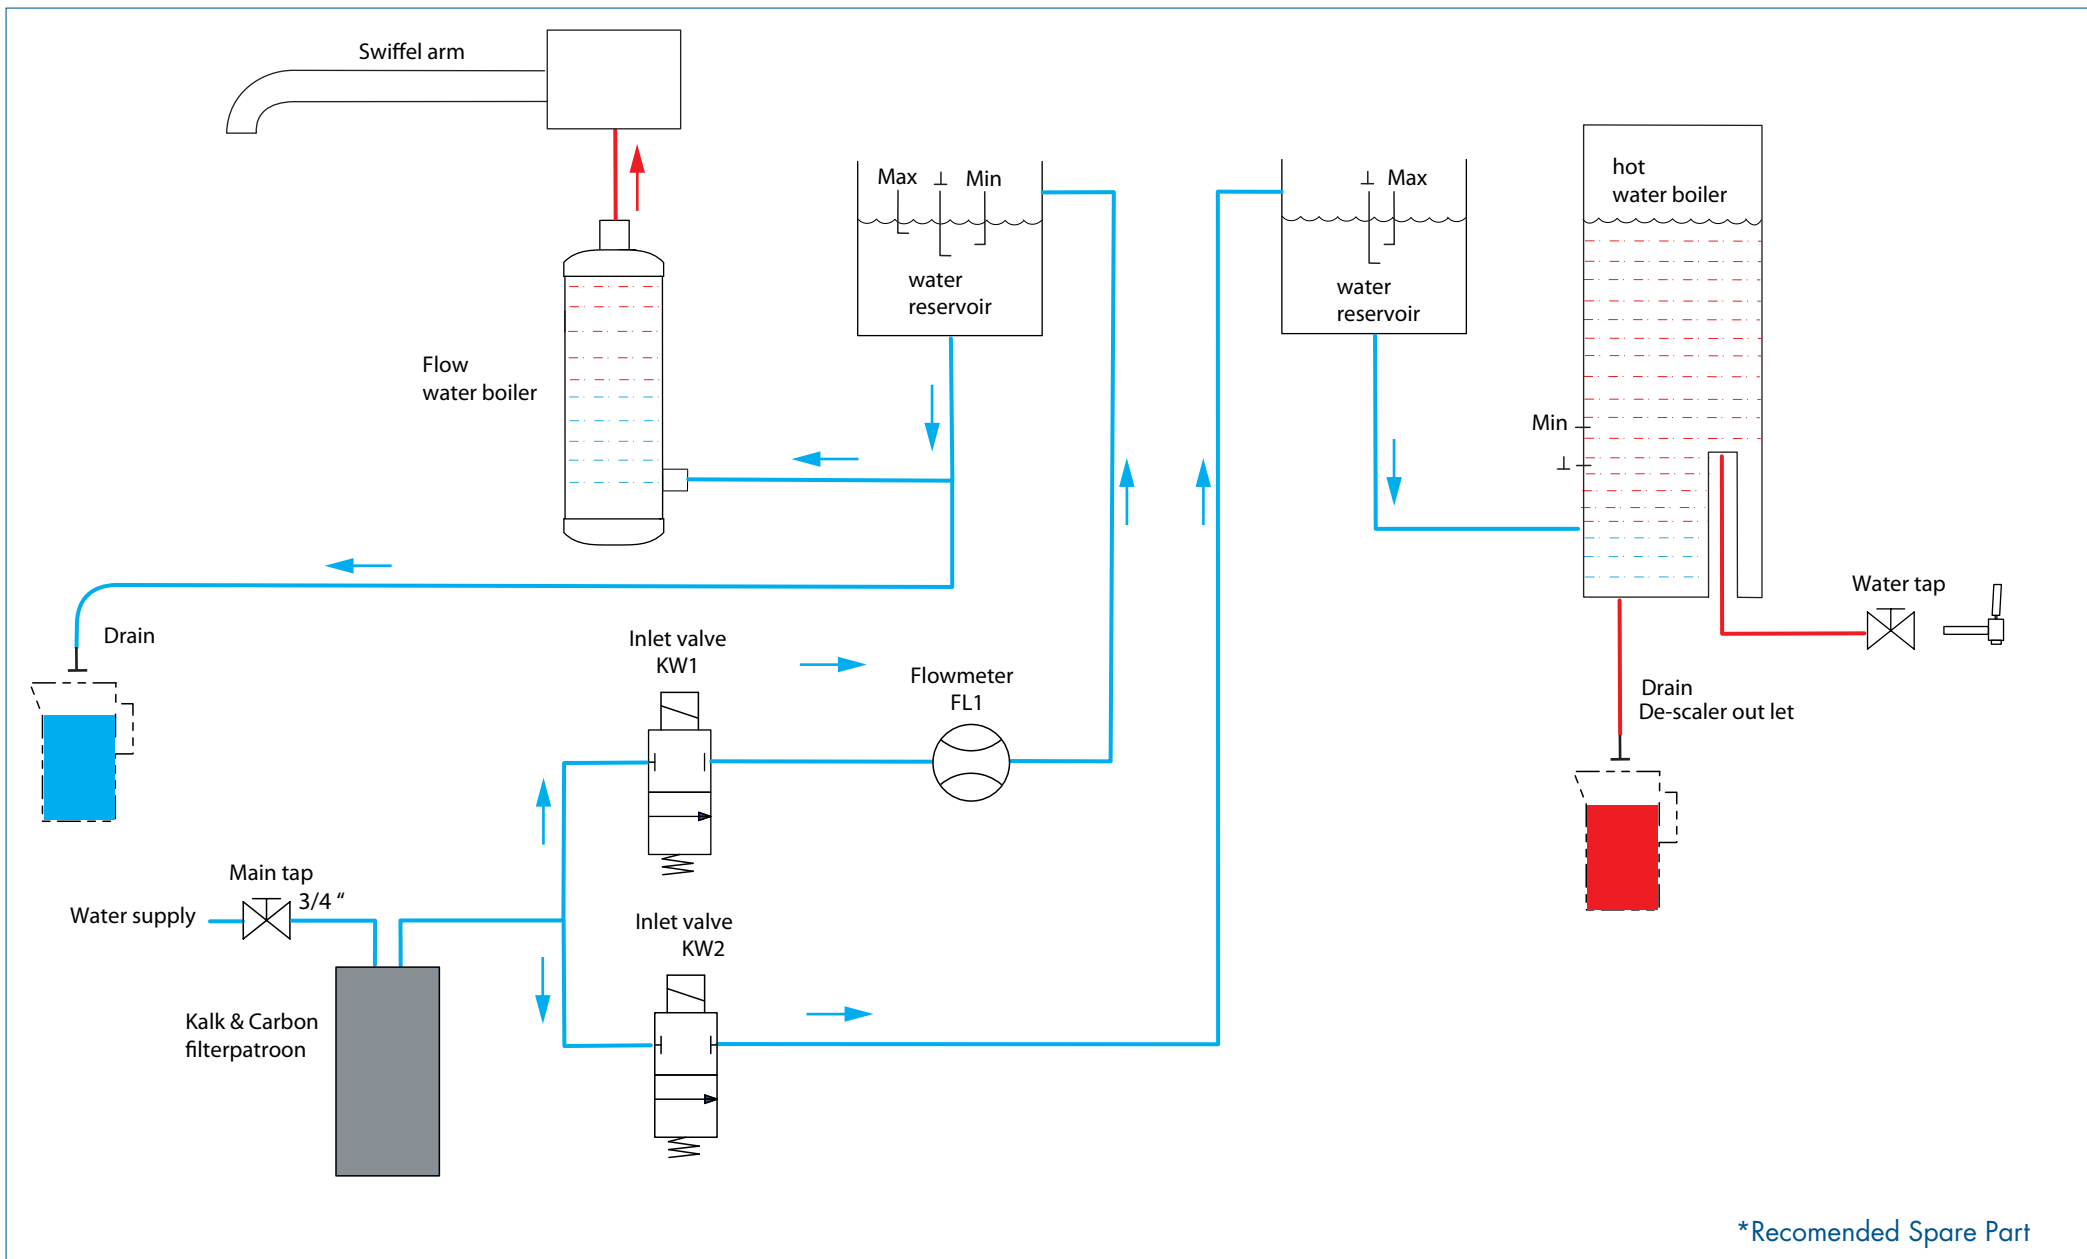 Swiffel arm
Max ⊥ Min
water
reservoir
⊥ Max
water
reservoir
hot
water boiler
Flow
water boiler
Min
⊥
Water tap
Drain
Inlet valve
KW1
Flowmeter
FL1
Drain
De-scaler out let
Main tap
3/4 “
Water supply
Inlet valve
KW2
Kalk & Carbon
filterpatroon
*Recomended Spare Part